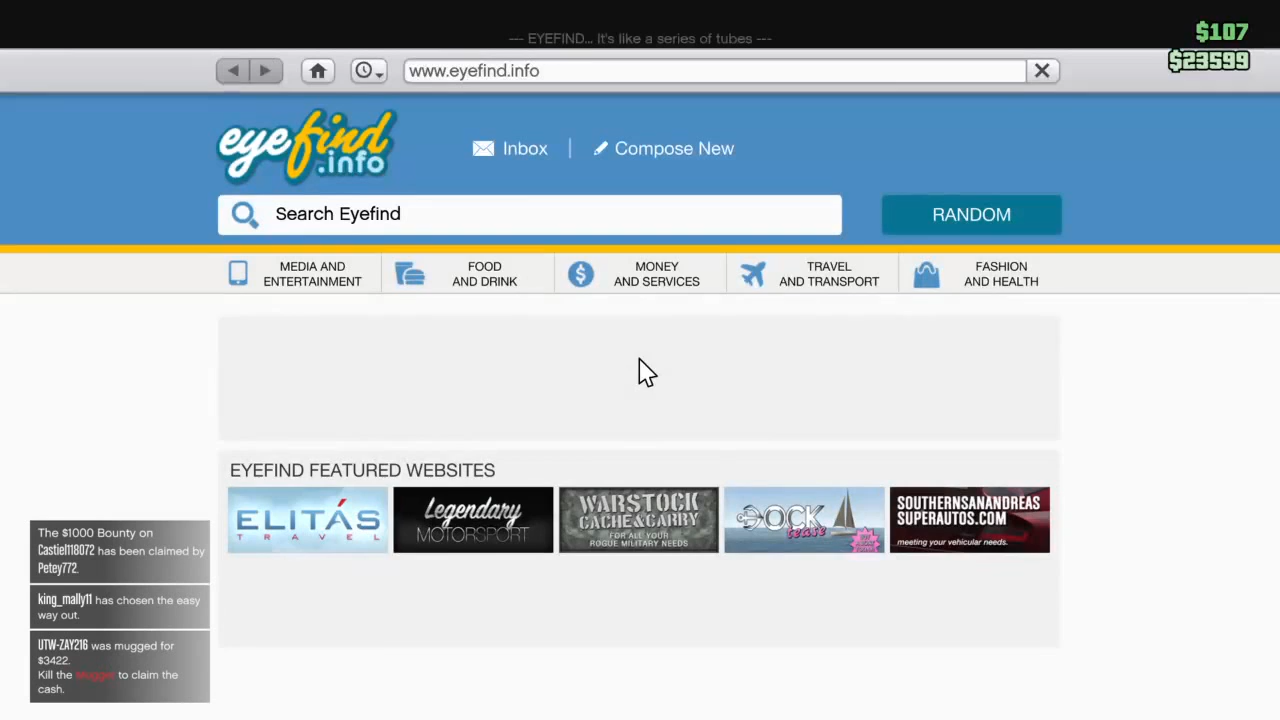 --- EYEFIND... It's like a series of tubes ---
$107
$23599
www.eyefind.info
eyefind
.info
Inbox
Compose New
Search Eyefind
RANDOM
MEDIA AND
ENTERTAINMENT
FOOD
AND DRINK
MONEY
AND SERVICES
TRAVEL
AND TRANSPORT
FASHION
AND HEALTH
EYEFIND FEATURED WEBSITES
ELITÁS
TRAVEL
Legendary
MOTORSPORT
WARSTOCK
CACHE&CARRY
FOR ALL YOUR
ROGUE MILITARY NEEDS
DOCK
tease
SOUTHERNSANANDREAS
SUPERAUTOS.COM
meeting your vehicular needs.
The $1000 Bounty on
Castiel118072 has been claimed by
Petey772.
king_mally11 has chosen the easy
way out.
UTW-ZAY216 was mugged for
$3422.
Kill the Mugger to claim the
cash.